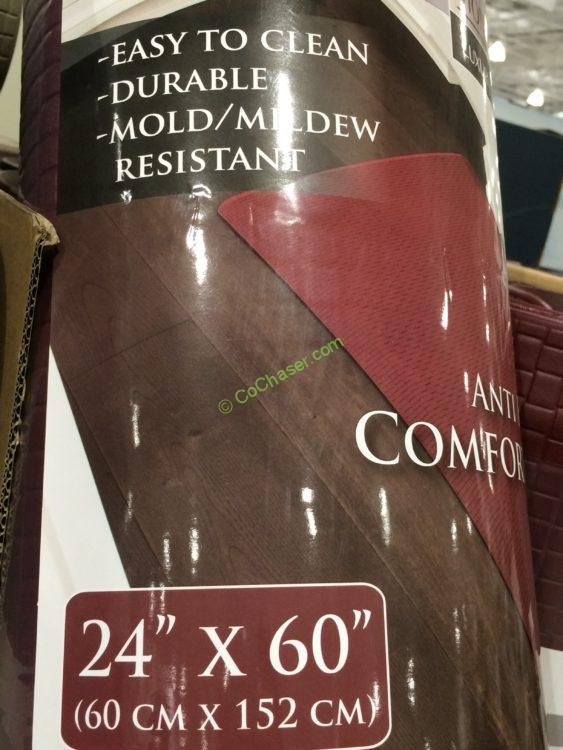 -EASY TO CLEAN
-DURABLE
-MOLD/MILDEW
RESISTANT
© CoChaser.com
ANTI
COMFOR
24” X 60”
(60 CM X 152 CM)